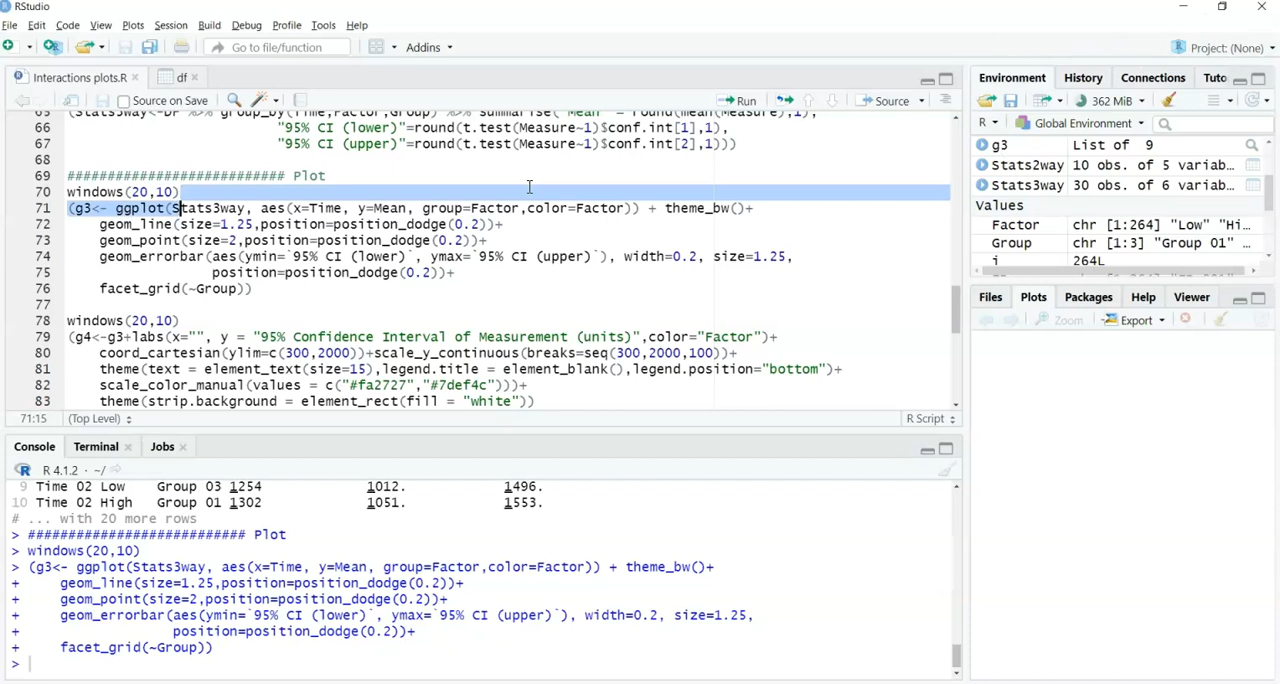 RStudio
File Edit Code View Plots Session Build Debug Profile Tools Help
Go to file/function Addins Project: (None)
Interactions plots.R df
Source on Save Run Source
66 "95% CI (lower)"=round(t.test(Measure~1)$conf.int[1],1),
67 "95% CI (upper)"=round(t.test(Measure~1)$conf.int[2],1)))
68
69 ########################### Plot
70 windows(20,10)
71 (g3<- ggplot(Stats3way, aes(x=Time, y=Mean, group=Factor,color=Factor)) + theme_bw()+
72 geom_line(size=1.25,position=position_dodge(0.2))+
73 geom_point(size=2,position=position_dodge(0.2))+
74 geom_errorbar(aes(ymin=`95% CI (lower)`, ymax=`95% CI (upper)`), width=0.2, size=1.25,
75 position=position_dodge(0.2))+
76 facet_grid(~Group))
77
78 windows(20,10)
79 (g4<-g3+labs(x="", y = "95% Confidence Interval of Measurement (units)",color="Factor")+
80 coord_cartesian(ylim=c(300,2000))+scale_y_continuous(breaks=seq(300,2000,100))+
81 theme(text = element_text(size=15),legend.title = element_blank(),legend.position="bottom")+
82 scale_color_manual(values = c("#fa2727","#7def4c")))+
83 theme(strip.background = element_rect(fill = "white"))
71:15 (Top Level) R Script
Console Terminal Jobs
R 4.1.2 · ~/
9 Time 02 Low Group 03 1254 1012. 1496.
10 Time 02 High Group 01 1302 1051. 1553.
# ... with 20 more rows
> ########################### Plot
> windows(20,10)
> (g3<- ggplot(Stats3way, aes(x=Time, y=Mean, group=Factor,color=Factor)) + theme_bw()+
+ geom_line(size=1.25,position=position_dodge(0.2))+
+ geom_point(size=2,position=position_dodge(0.2))+
+ geom_errorbar(aes(ymin=`95% CI (lower)`, ymax=`95% CI (upper)`), width=0.2, size=1.25,
+ position=position_dodge(0.2))+
+ facet_grid(~Group))
>
Environment History Connections Tuto
362 MiB
R Global Environment
g3 List of 9
Stats2way 10 obs. of 5 variab…
Stats3way 30 obs. of 6 variab…
Values
Factor chr [1:264] "Low" "Hi…
Group chr [1:3] "Group 01" …
i 264L
Files Plots Packages Help Viewer
Zoom Export